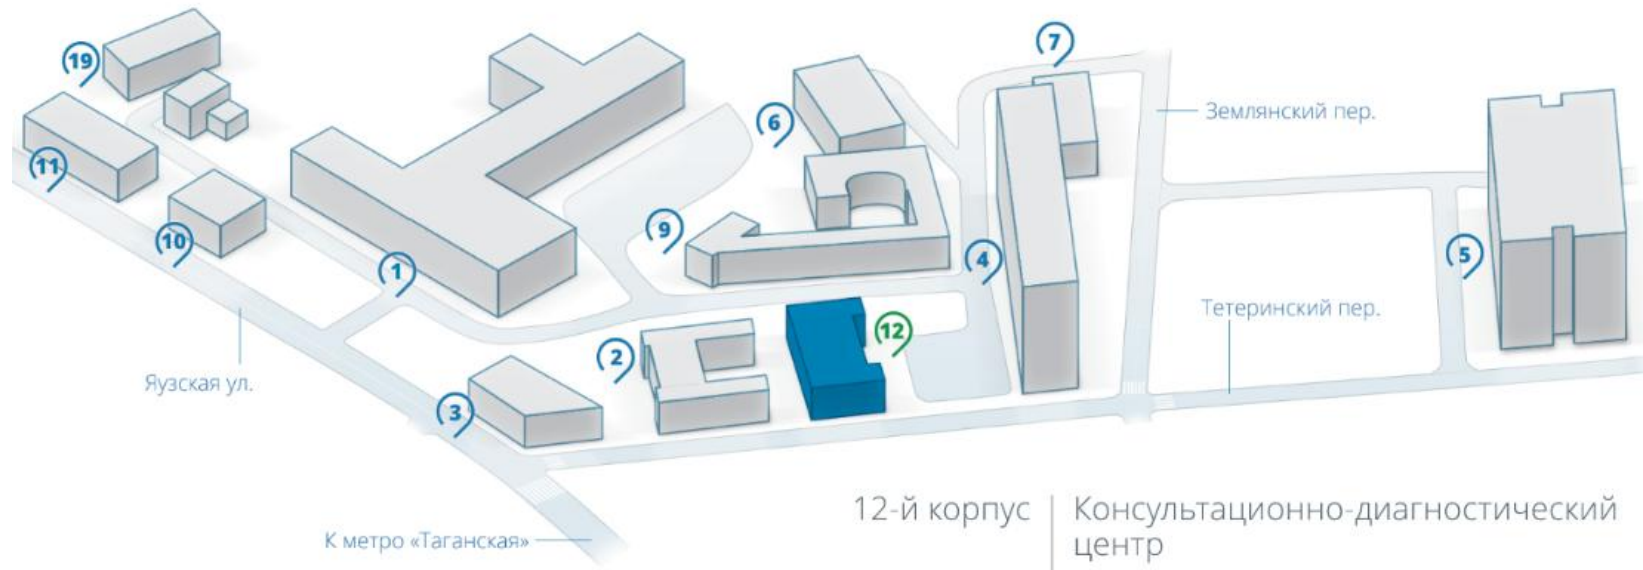 19
7
6
Землянский пер.
11
9
10
1
4
5
Тетеринский пер.
12
2
Яузская ул.
3
12-й корпус
Консультационно-диагностический
центр
К метро «Таганская»